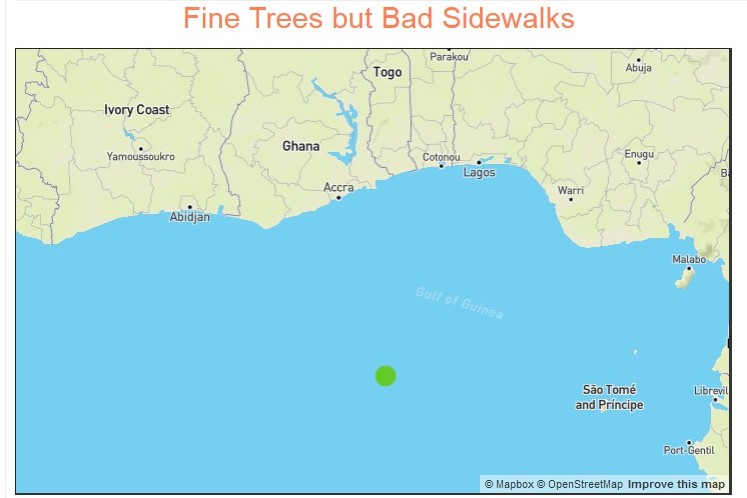 Fine Trees but Bad Sidewalks
Parakou
Togo
Abuja
Ivory Coast
Ghana
Yamoussoukro
Cotonou
Enugu
Lagos
Accra
Warri
Abidjan
Malabo
Gulf of Guinea
São Tomé
and Príncipe
Librevil
Port-Gentil
© Mapbox © OpenStreetMap Improve this map